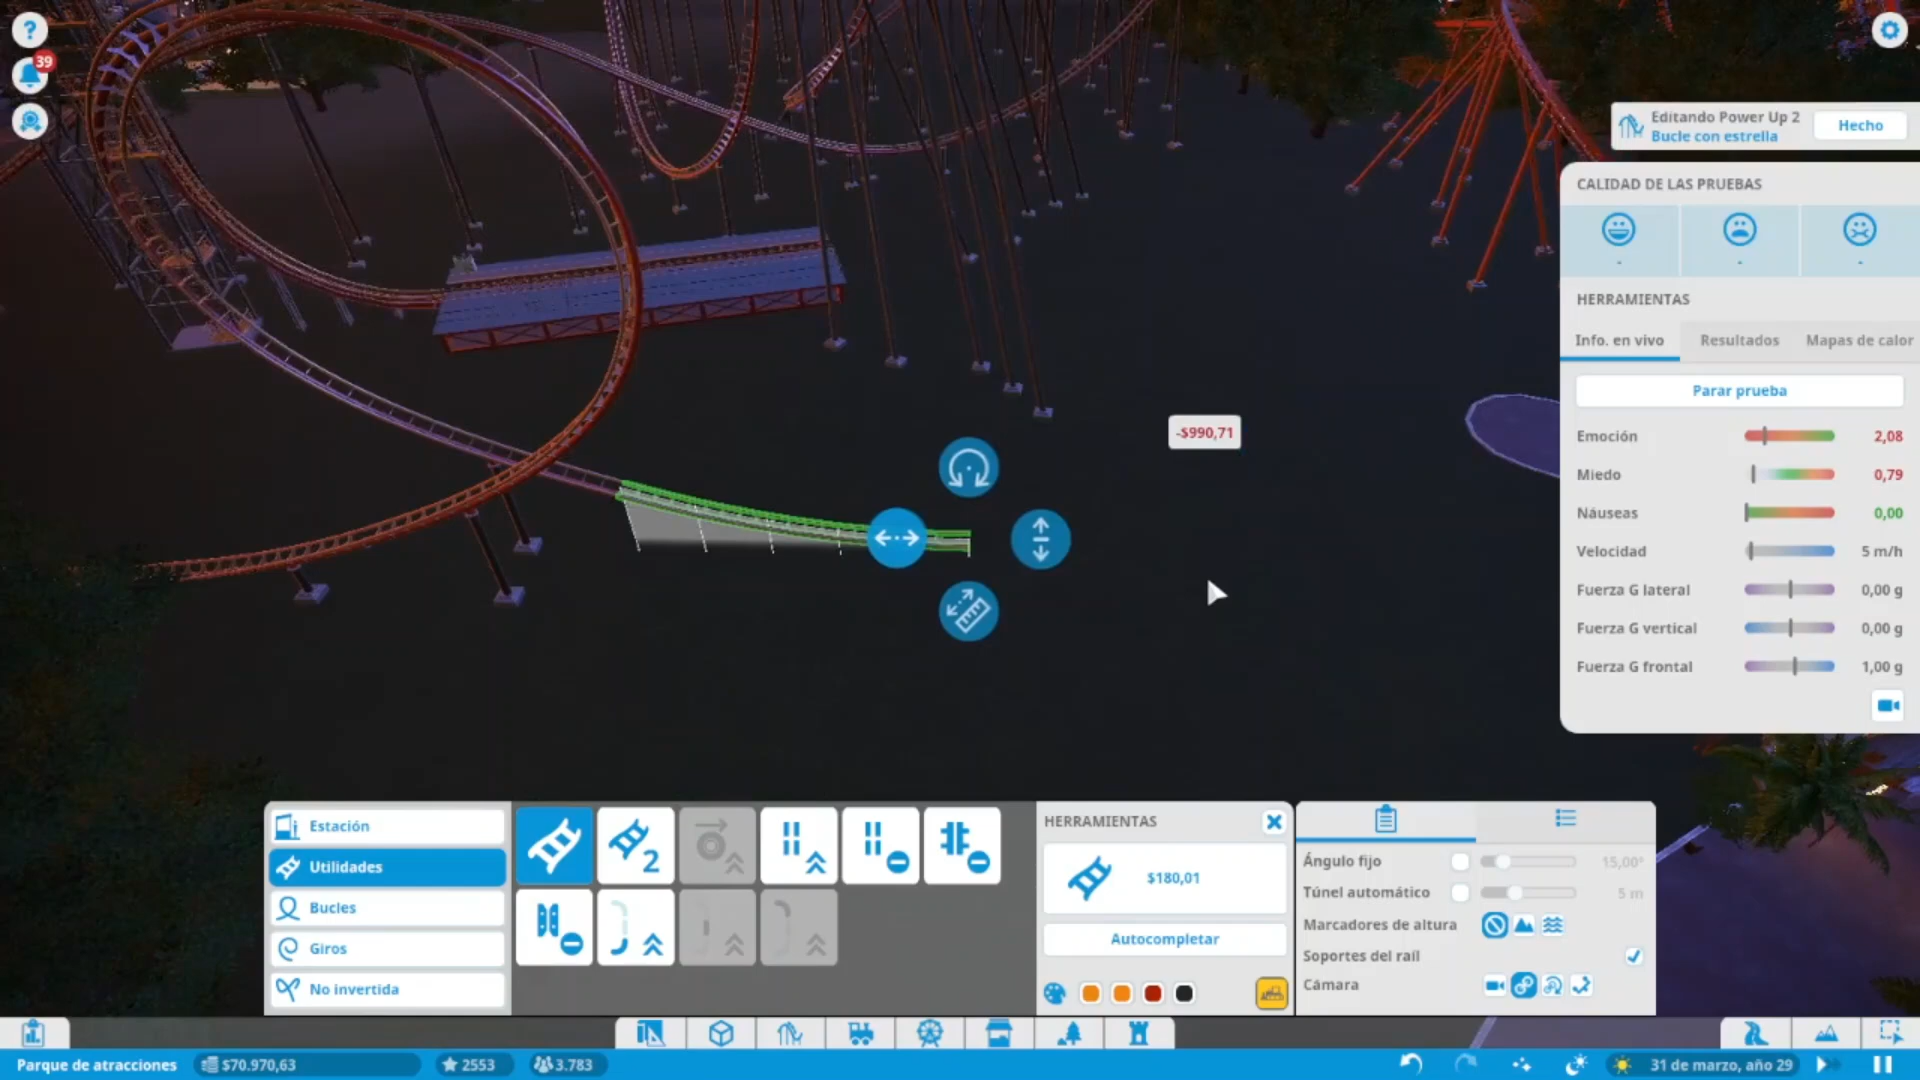 ?
39
Editando Power Up 2
Bucle con estrella
Hecho
CALIDAD DE LAS PRUEBAS
- - -
HERRAMIENTAS
Info. en vivo Resultados Mapas de calor
Parar prueba
Emoción 2,08
Miedo 0,79
Náuseas 0,00
Velocidad 5 m/h
Fuerza G lateral 0,00 g
Fuerza G vertical 0,00 g
Fuerza G frontal 1,00 g
-$990,71
Estación
Utilidades
Bucles
Giros
No invertida
2
HERRAMIENTAS
$180,01
Autocompletar
Ángulo fijo 15,00°
Túnel automático 5 m
Marcadores de altura
Soportes del raíl
Cámara
Parque de atracciones $70.970,63 2553 3.783 31 de marzo, año 29